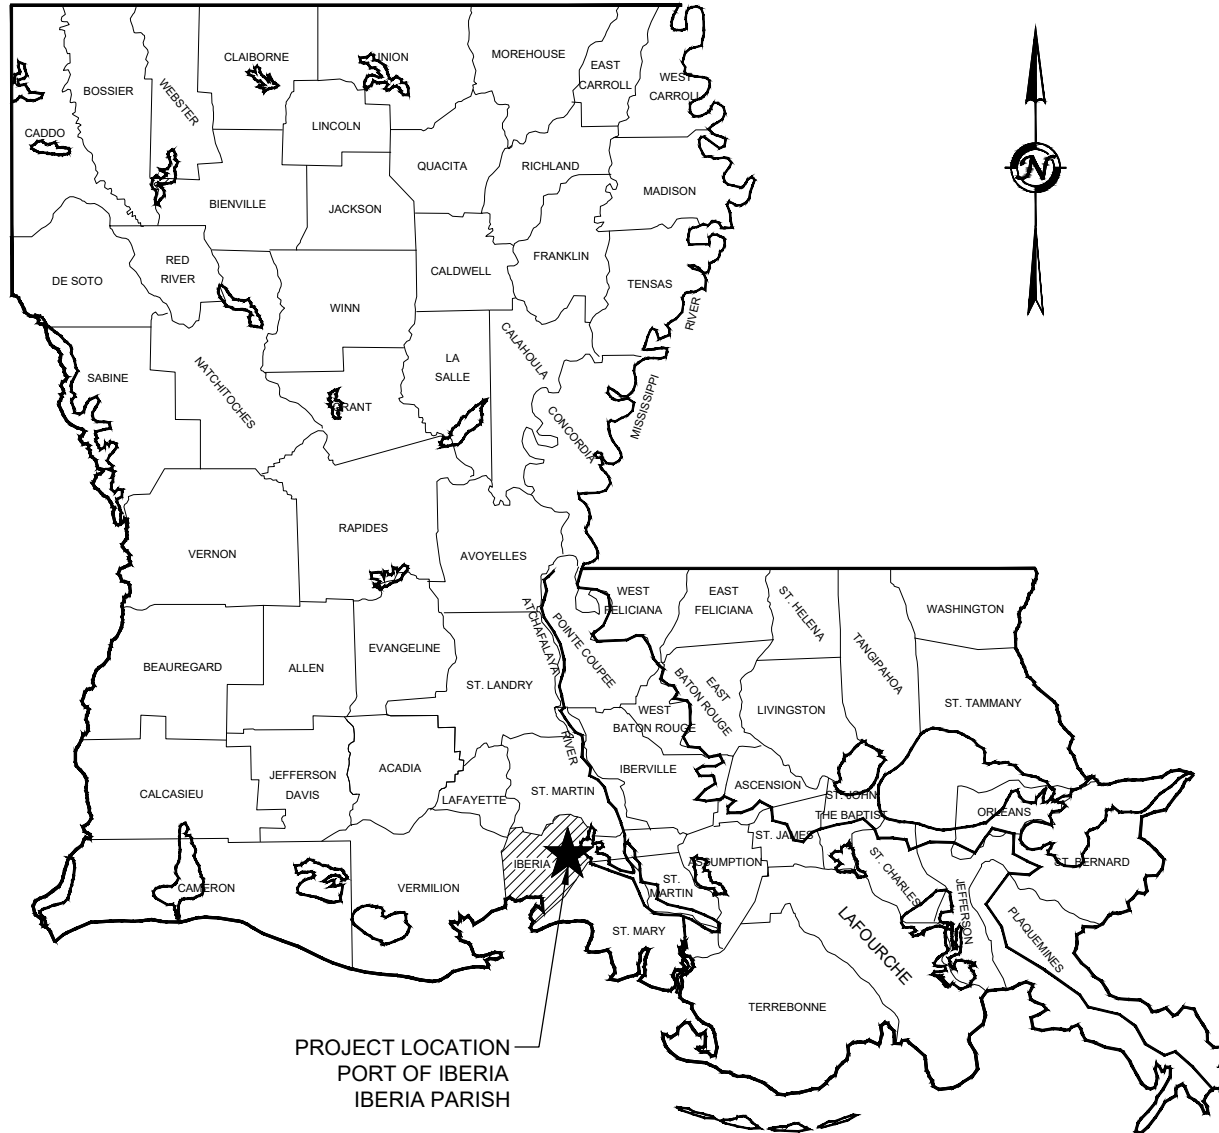 CLAIBORNE
UNION
MOREHOUSE
EAST
CARROLL
WEST
CARROLL
BOSSIER
WEBSTER
CADDO
LINCOLN
QUACITA
RICHLAND
MADISON
BIENVILLE
JACKSON
RED
RIVER
DE SOTO
CALDWELL
FRANKLIN
TENSAS
WINN
RIVER
MISSISSIPPI
SABINE
NATCHITOCHES
LA
SALLE
CALAHOULA
GRANT
CONCORDIA
RAPIDES
VERNON
AVOYELLES
WEST
FELICIANA
EAST
FELICIANA
ST. HELENA
TANGIPAHOA
WASHINGTON
ATCHAFALAYA
RIVER
POINTE COUPEE
BEAUREGARD
ALLEN
EVANGELINE
ST. LANDRY
EAST
BATON ROUGE
WEST
BATON ROUGE
LIVINGSTON
ST. TAMMANY
CALCASIEU
JEFFERSON
DAVIS
ACADIA
LAFAYETTE
ST. MARTIN
IBERVILLE
ASCENSION
ST. JOHN
THE BAPTIST
ORLEANS
ST. JAMES
CAMERON
VERMILION
IBERIA
ST.
MARTIN
ASSUMPTION
ST. CHARLES
JEFFERSON
ST. BERNARD
PLAQUEMINES
ST. MARY
LAFOURCHE
TERREBONNE
N
PROJECT LOCATION
PORT OF IBERIA
IBERIA PARISH